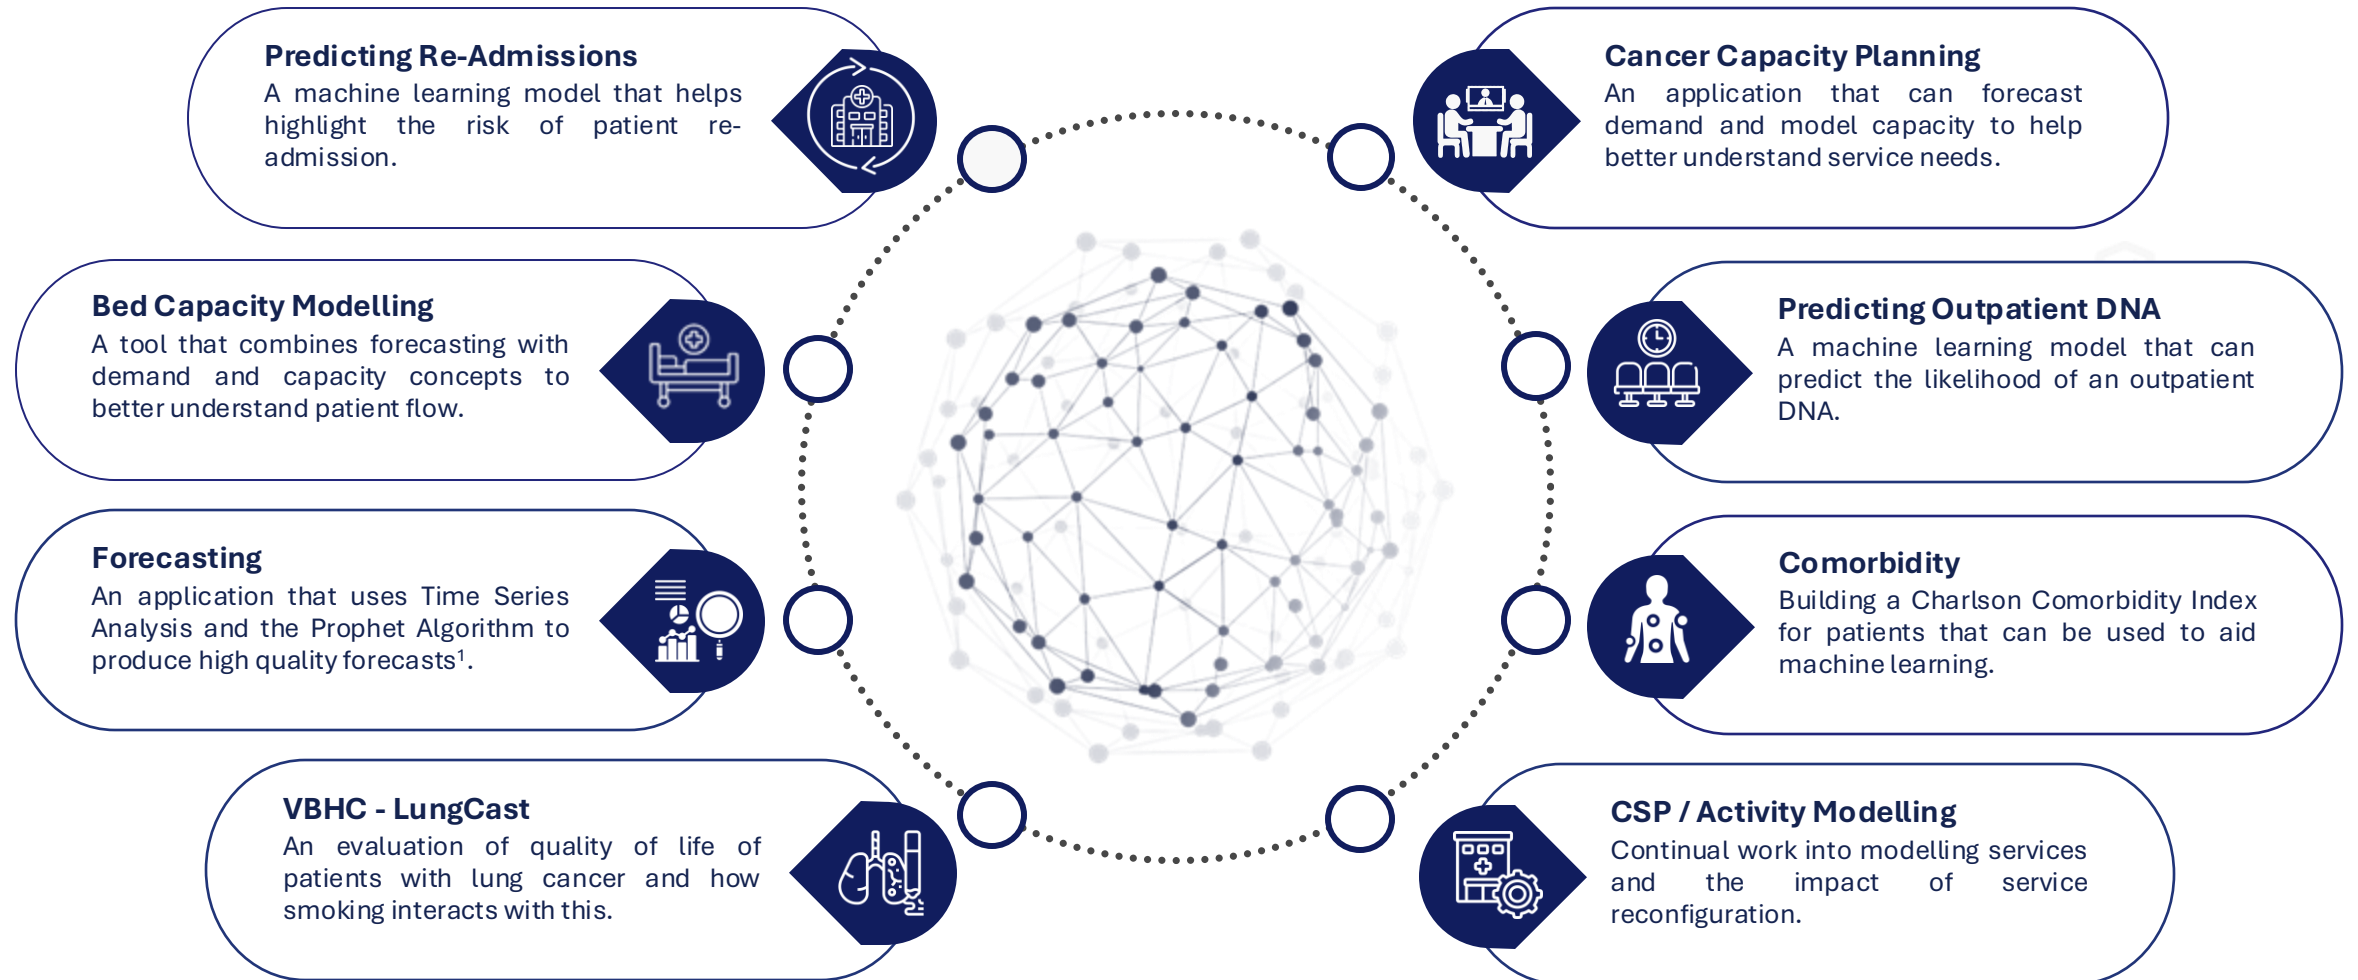 Predicting Re-Admissions
A machine learning model that helps
highlight the risk of patient re-
admission.
Bed Capacity Modelling
A tool that combines forecasting with
demand and capacity concepts to
better understand patient flow.
Forecasting
An application that uses Time Series
Analysis and the Prophet Algorithm to
produce high quality forecasts¹.
VBHC - LungCast
An evaluation of quality of life of
patients with lung cancer and how
smoking interacts with this.
Cancer Capacity Planning
An application that can forecast
demand and model capacity to help
better understand service needs.
Predicting Outpatient DNA
A machine learning model that can
predict the likelihood of an outpatient
DNA.
Comorbidity
Building a Charlson Comorbidity Index
for patients that can be used to aid
machine learning.
CSP / Activity Modelling
Continual work into modelling services
and the impact of service
reconfiguration.